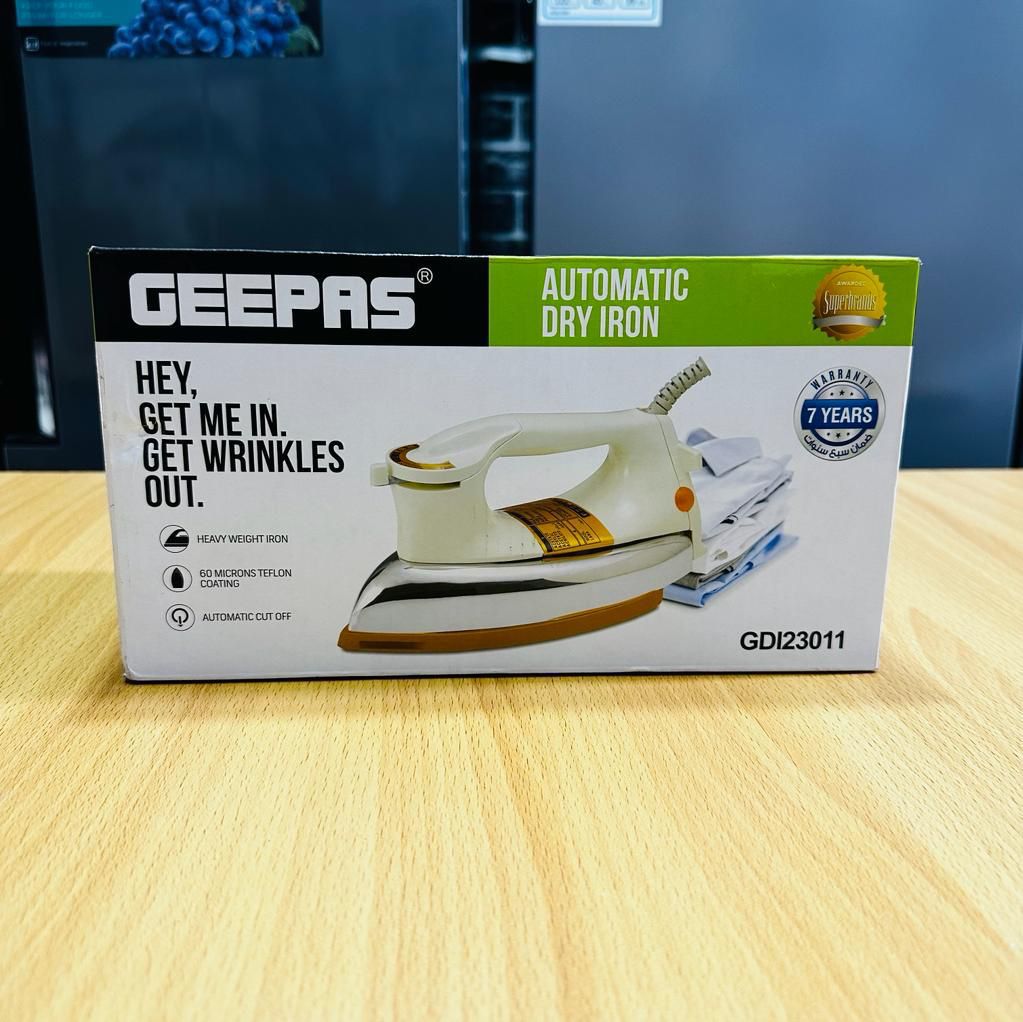 GEEPAS®
AUTOMATIC
DRY IRON
AWARDED
Superbrands
HEY,
GET ME IN.
GET WRINKLES
OUT.
WARRANTY
7 YEARS
ضمان سبع سنوات
HEAVY WEIGHT IRON
60 MICRONS TEFLON
COATING
AUTOMATIC CUT OFF
GDI23011